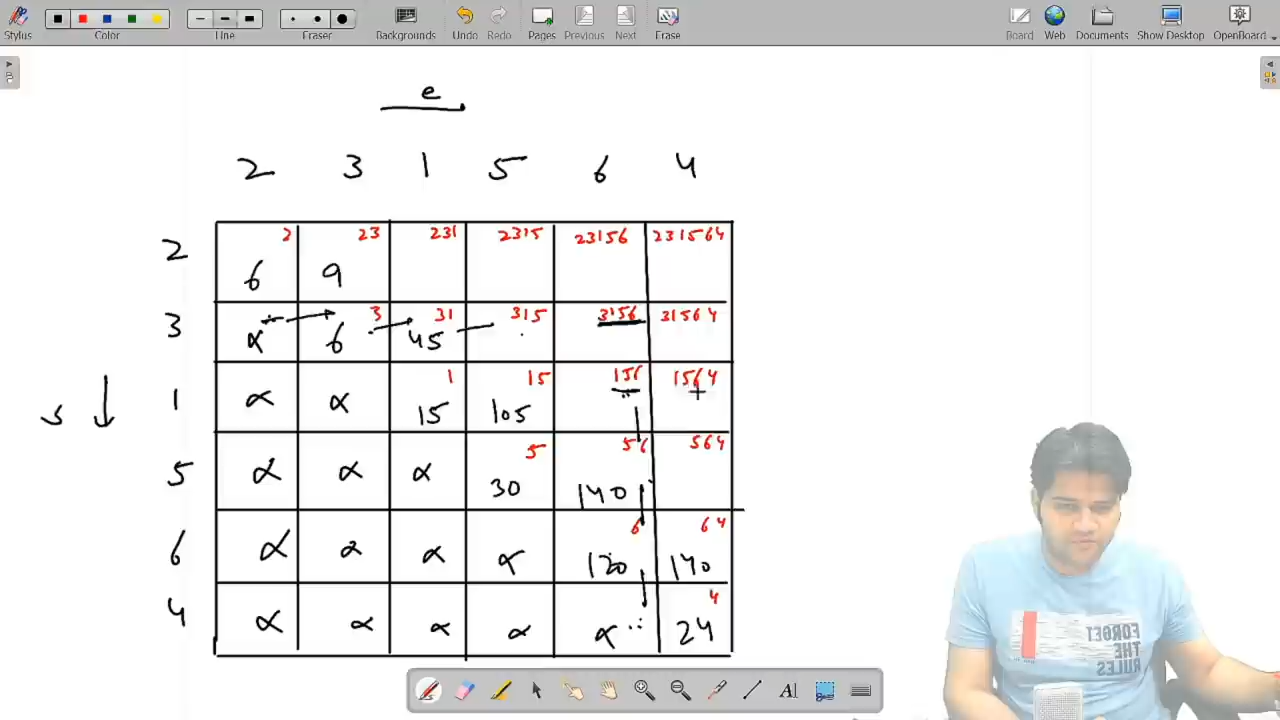 Stylus Color Line Eraser Backgrounds Undo Redo Pages Previous Next Erase Board Web Documents Show Desktop OpenBoard
e
2 3 1 5 6 4
2 2 23 231 2315 23156 231564
6 9
3 3 31 315 3156 31564
α 6 45
s 1 1 15 156 1564
α α 15 105
5 5 56 564
α α α 30 140
6 6 64
α α α α 120 140
4 4
α α α α α 24
FORGET
THE
RULES